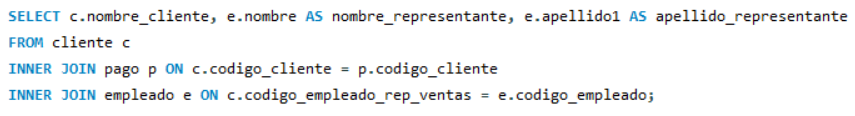 SELECT c.nombre_cliente, e.nombre AS nombre_representante, e.apellido1 AS apellido_representante
FROM cliente c
INNER JOIN pago p ON c.codigo_cliente = p.codigo_cliente
INNER JOIN empleado e ON c.codigo_empleado_rep_ventas = e.codigo_empleado;